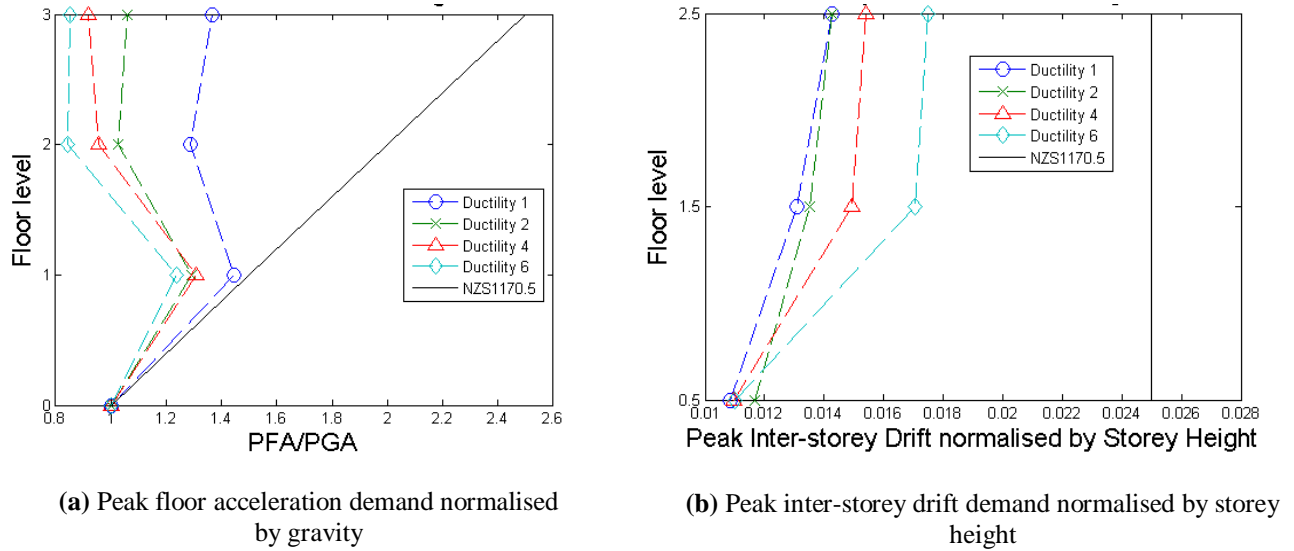 3
2
1
0
Floor level
0.8
1
1.2
1.4
1.6
1.8
2
2.2
2.4
2.6
PFA/PGA
Ductility 1
Ductility 2
Ductility 4
Ductility 6
NZS1170.5
(a) Peak floor acceleration demand normalised
by gravity
2.5
1.5
0.5
Floor level
0.01
0.012
0.014
0.016
0.018
0.02
0.022
0.024
0.026
0.028
Peak Inter-storey Drift normalised by Storey Height
Ductility 1
Ductility 2
Ductility 4
Ductility 6
NZS1170.5
(b) Peak inter-storey drift demand normalised by storey
height